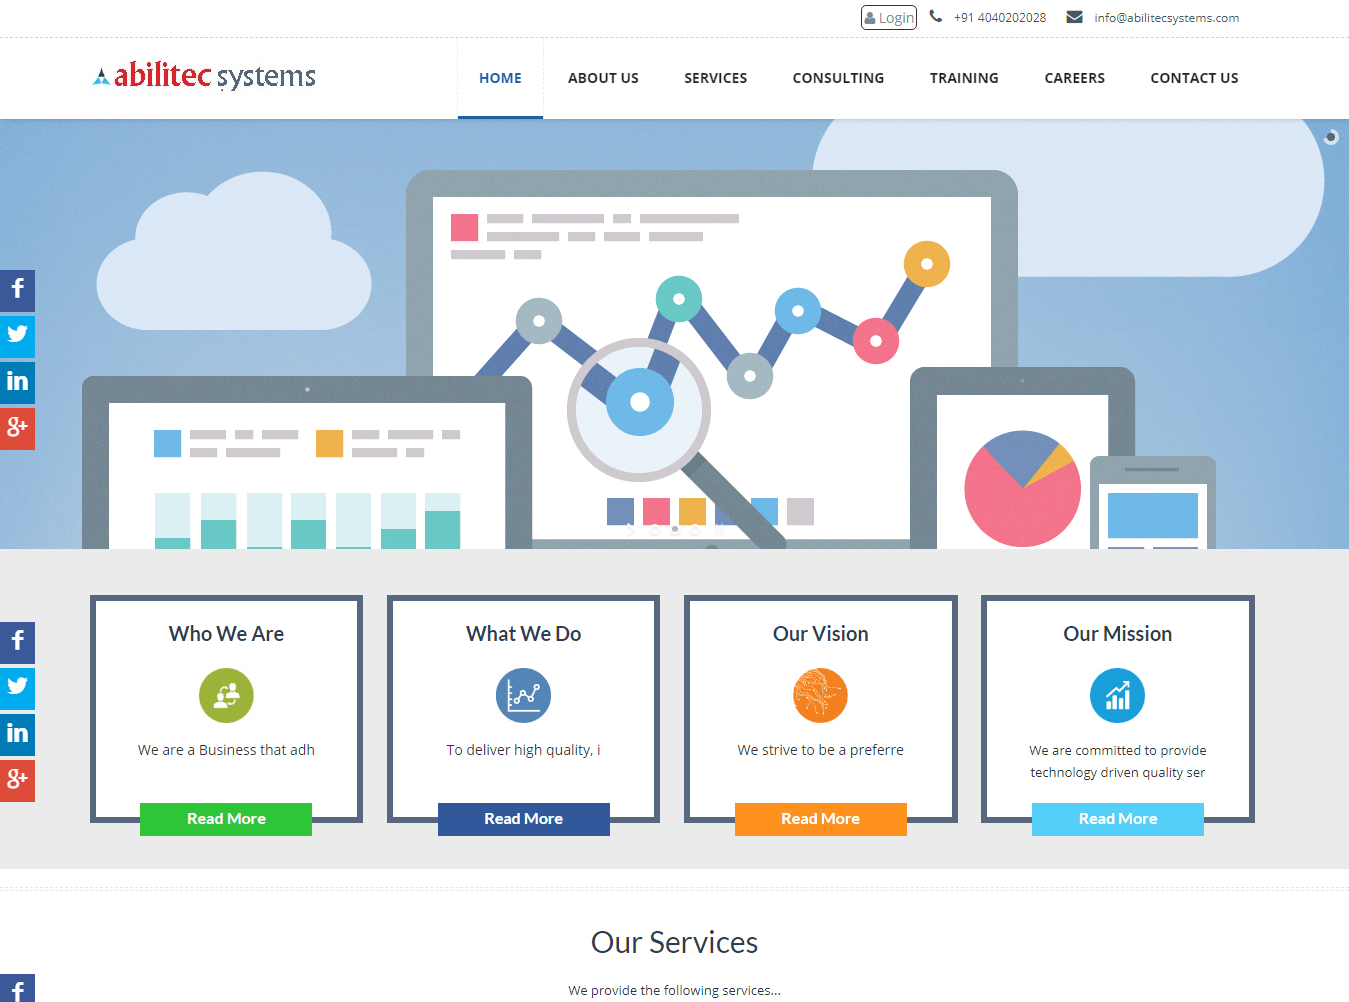 Login +91 4040202028 info@abilitecsystems.com
abilitec systems
HOME ABOUT US SERVICES CONSULTING TRAINING CAREERS CONTACT US
f
in
g+
Who We Are
We are a Business that adh
Read More
What We Do
To deliver high quality, i
Read More
Our Vision
We strive to be a preferre
Read More
Our Mission
We are committed to provide
technology driven quality ser
Read More
f
in
g+
Our Services
We provide the following services...
f